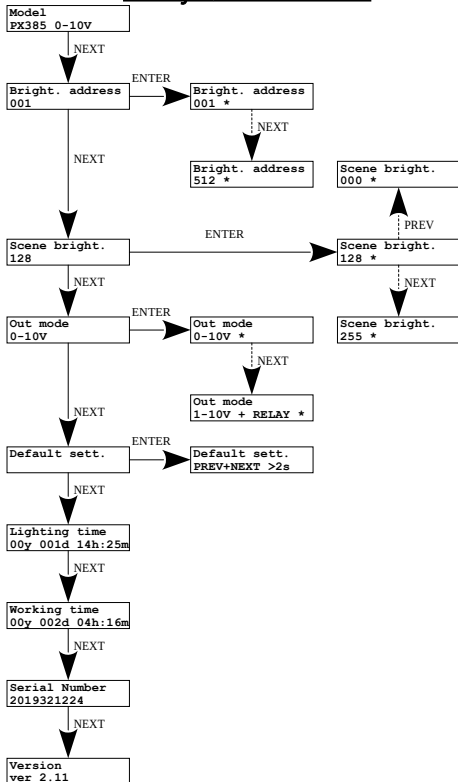 Model
PX385 0-10V
NEXT
Bright. address
001
ENTER
Bright. address
001 *
NEXT
Bright. address
512 *
NEXT
Scene bright.
000 *
PREV
Scene bright.
128
ENTER
Scene bright.
128 *
NEXT
Scene bright.
255 *
NEXT
Out mode
0-10V
ENTER
Out mode
0-10V *
NEXT
Out mode
1-10V + RELAY *
NEXT
Default sett.
ENTER
Default sett.
PREV+NEXT >2s
NEXT
Lighting time
00y 001d 14h:25m
NEXT
Working time
00y 002d 04h:16m
NEXT
Serial Number
2019321224
NEXT
Version
ver 2.11